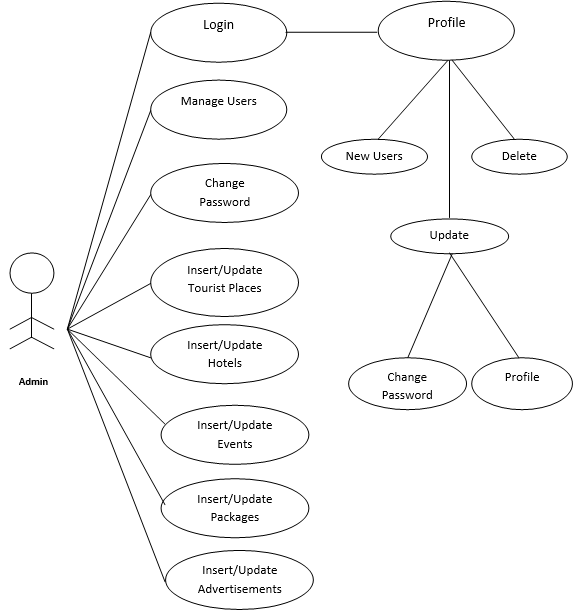 Login
Profile
Manage Users
New Users
Delete
Change
Password
Update
Insert/Update
Tourist Places
Insert/Update
Hotels
Admin
Change
Password
Profile
Insert/Update
Events
Insert/Update
Packages
Insert/Update
Advertisements